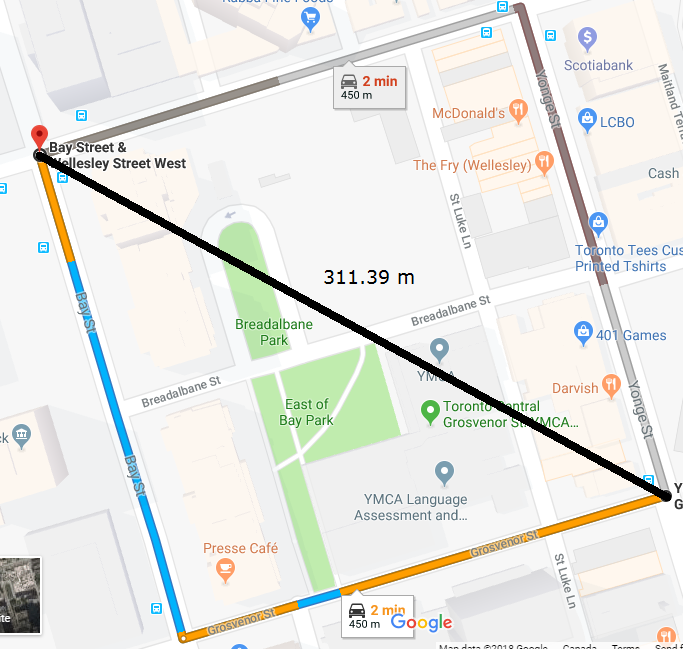 Rabba Fine Foods
Scotiabank
2 min
450 m
Yonge St
Maitland Terr
McDonald's
LCBO
Bay Street &
Wellesley Street West
The Fry (Wellesley)
Cash
St Luke Ln
Toronto Tees Cus
Printed Tshirts
311.39 m
Bay St
Breadalbane St
Breadalbane
Park
401 Games
YMCA
Breadalbane St
Darvish
East of
Bay Park
Toronto Central
Grosvenor St. YMCA...
Yonge St
ck
Bay St
YMCA Language
Assessment and...
Y
G
Presse Café
Grosvenor St
St Luke Ln
ite
2 min
450 m
Grosvenor St
Google
Map data ©2018 Google
Canada
Terms
Send f